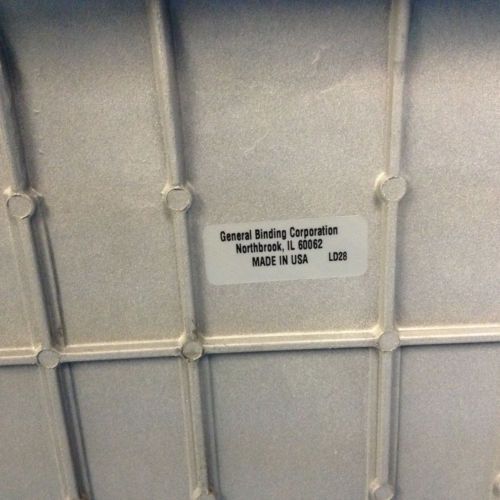 General Binding Corporation
Northbrook, IL 60062
MADE IN USA LD28